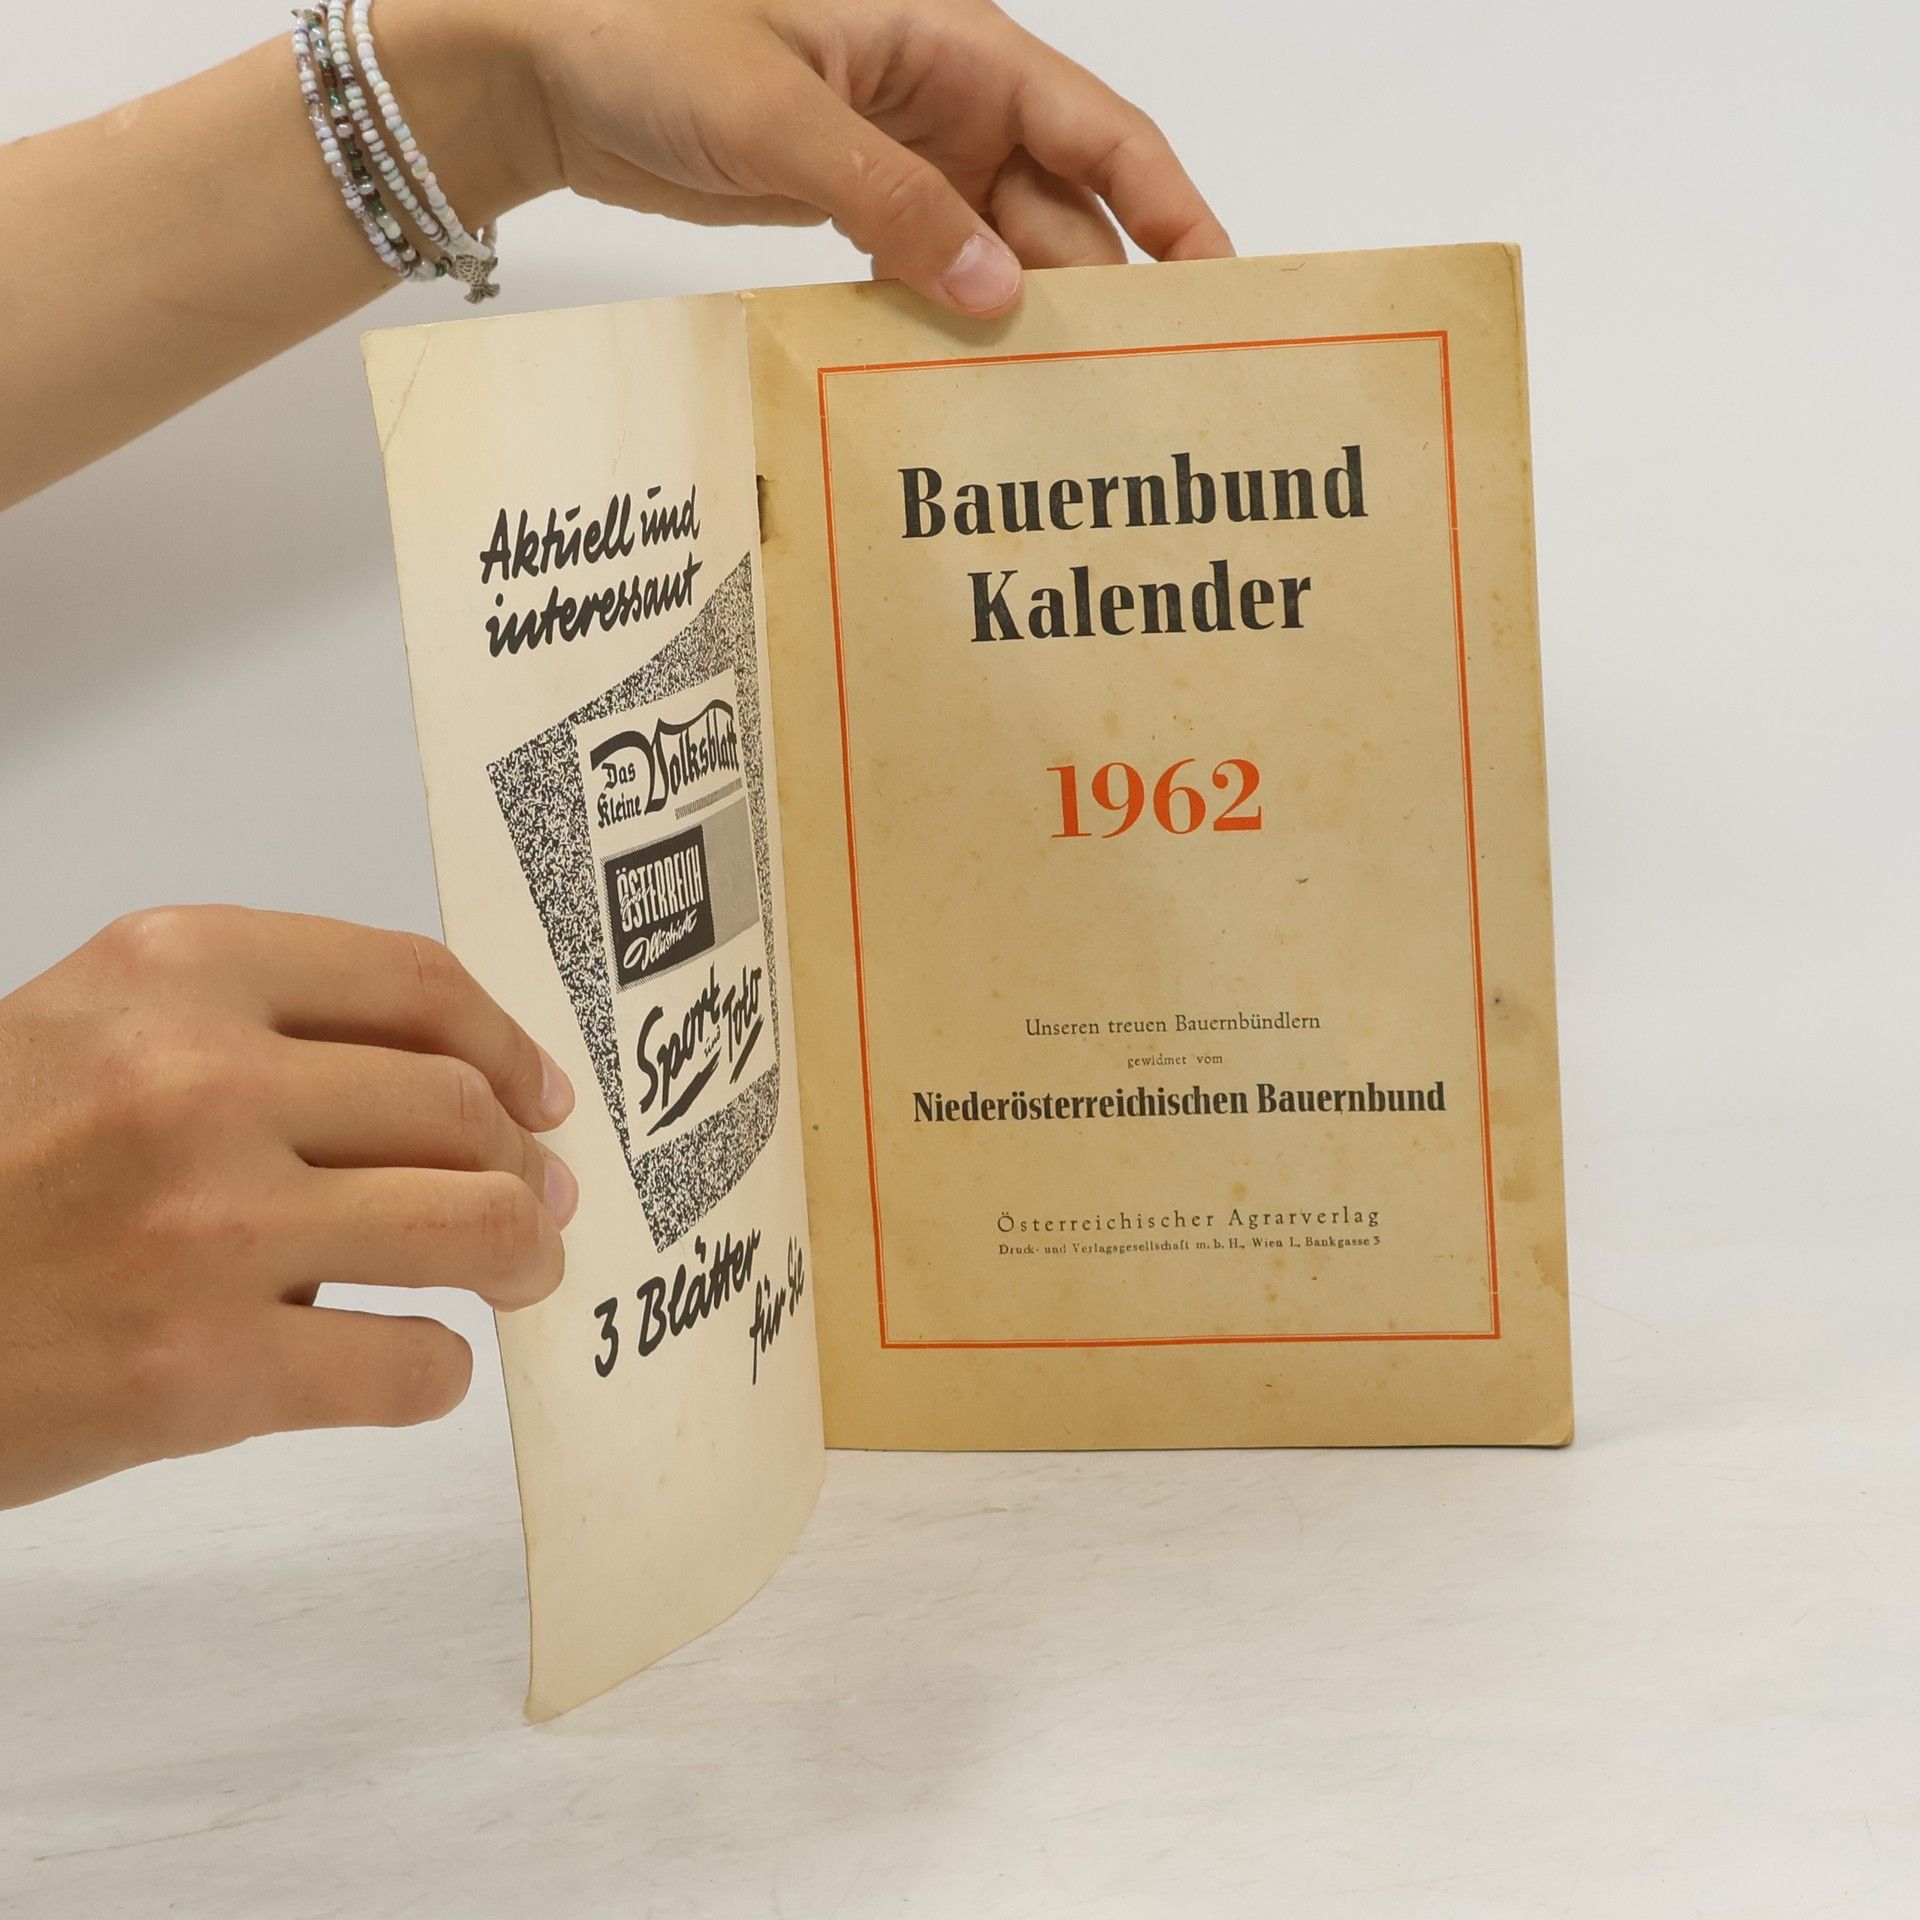 Aktuell und
interessant
Das
Kleine
Volksblatt
ÖSTERREICH
Illustrierte
Sport
und
Toto
3 Blätter
für Sie
Bauernbund
Kalender
1962
Unseren treuen Bauernbündlern
gewidmet vom
Niederösterreichischen Bauernbund
Österreichischer Agrarverlag
Druck- und Verlagsgesellschaft m. b. H., Wien I., Bankgasse 3